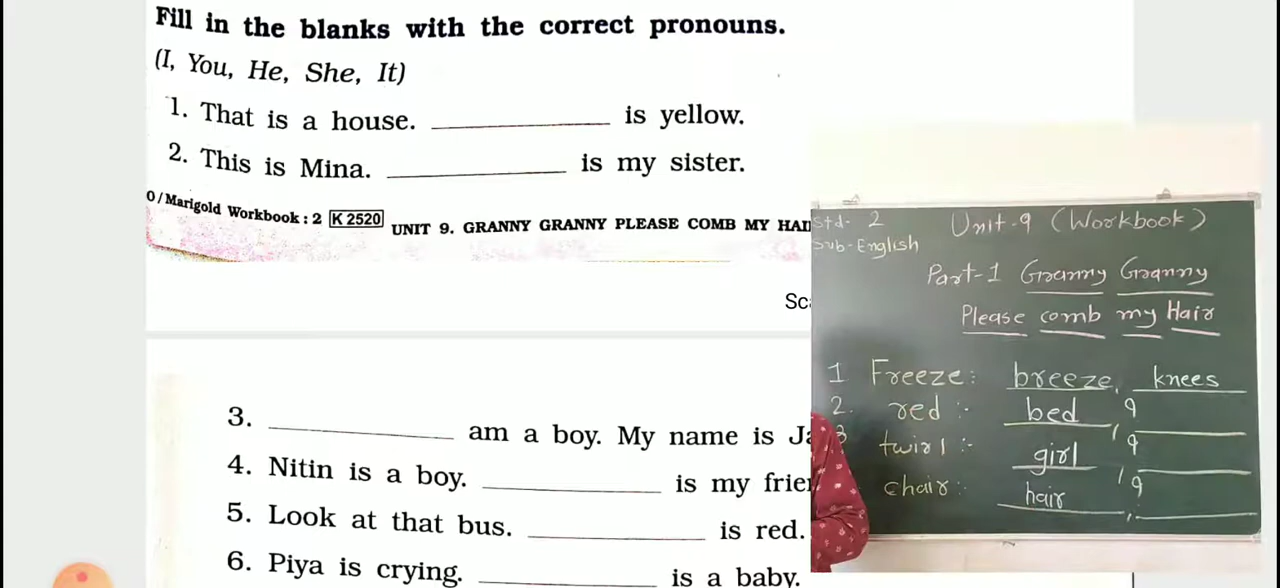 Fill in the blanks with the correct pronouns.
(I, You, He, She, It)
1. That is a house. __________ is yellow.
2. This is Mina. __________ is my sister.
0/Marigold Workbook : 2 K 2520 UNIT 9. GRANNY GRANNY PLEASE COMB MY HAI
Sc
3. __________ am a boy. My name is Ja
4. Nitin is a boy. __________ is my frie
5. Look at that bus. __________ is red.
6. Piya is crying. __________ is a baby.
Std- 2 Unit-9 (Workbook)
Sub-English
Part-1 Granny Granny
Please comb my Hair
1 Freeze: breeze, knees
2. red :- bed,
3 twirl :- girl,
chair:- hair,